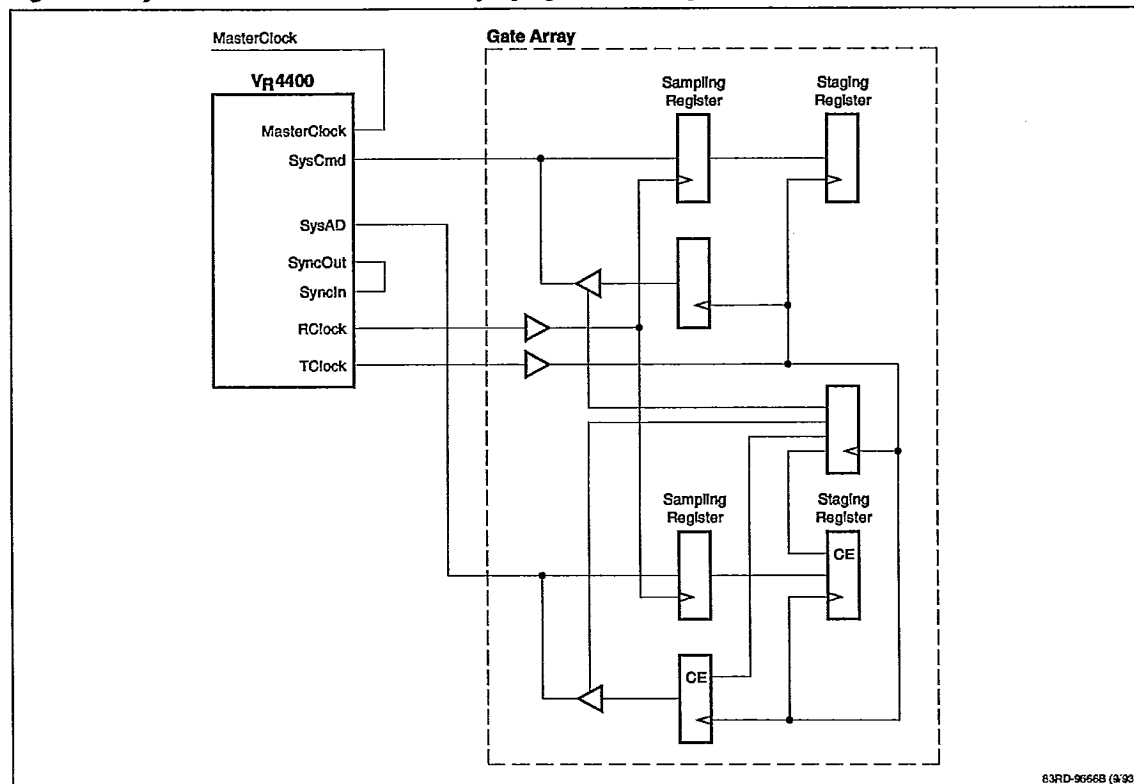 MasterClock
VR4400
MasterClock
SysCmd
SysAD
SyncOut
SyncIn
RClock
TClock
Gate Array
Sampling
Register
Staging
Register
Sampling
Register
Staging
Register
CE
CE
83RD-9666B (9/93